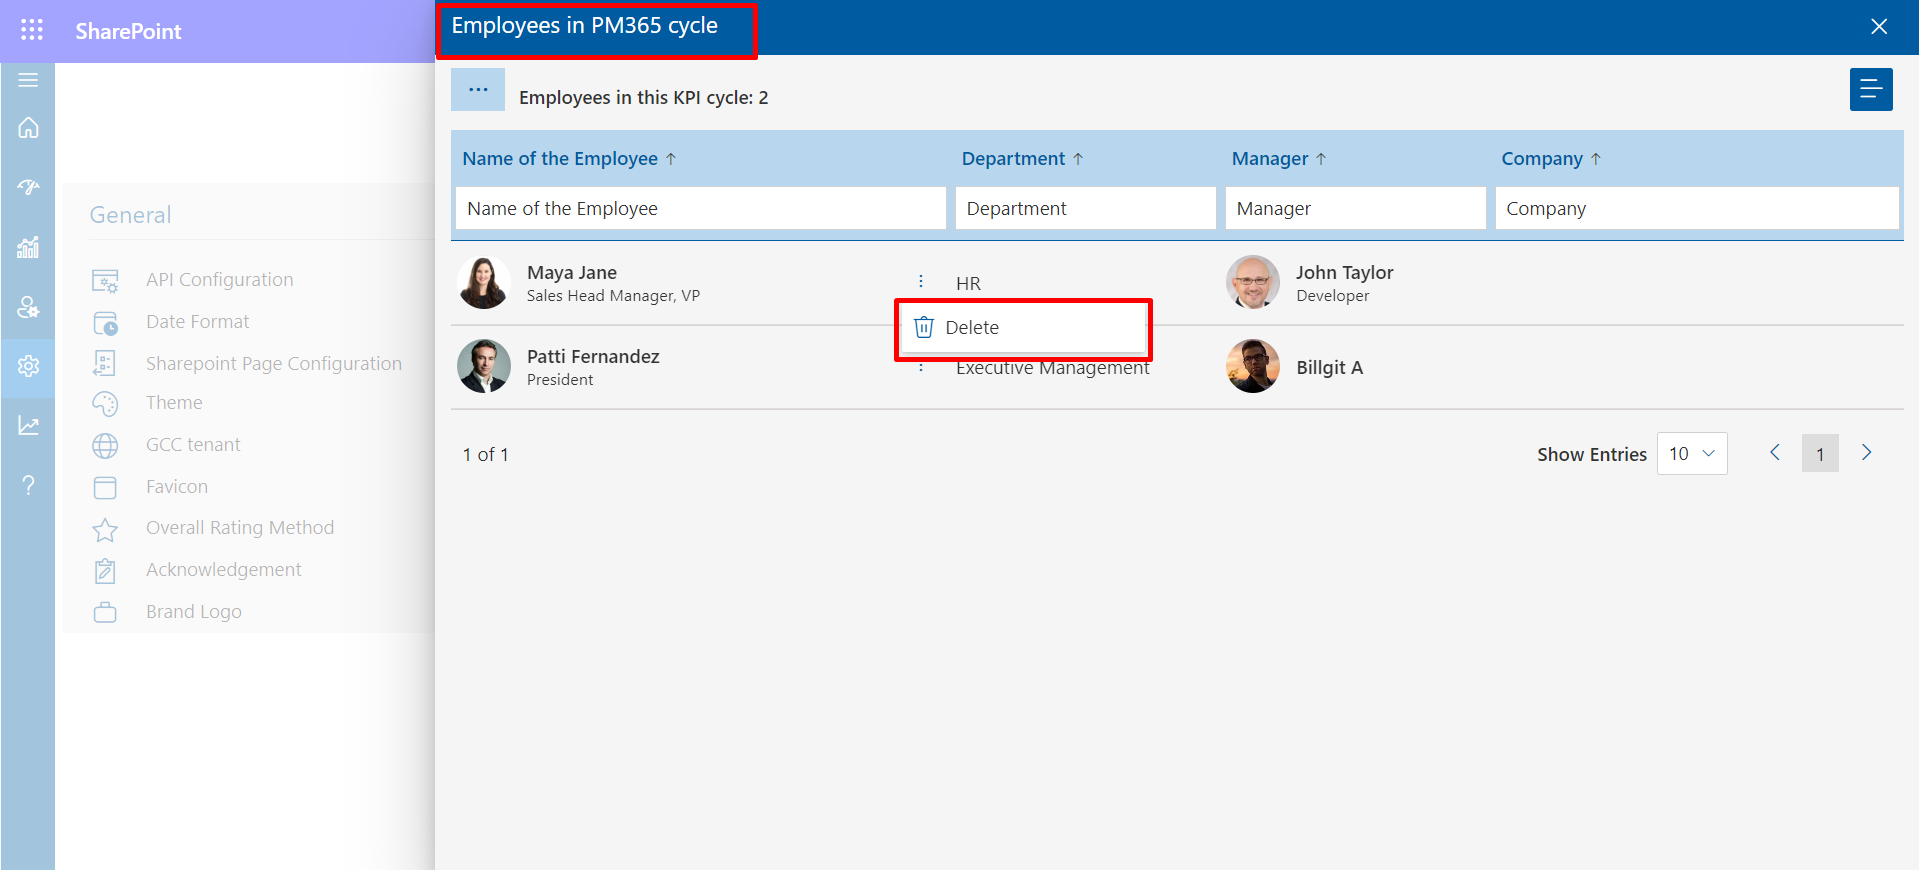 SharePoint
Employees in PM365 cycle
Employees in this KPI cycle: 2
Name of the Employee
Department
Manager
Company
Name of the Employee
Department
Manager
Company
Maya Jane
Sales Head Manager, VP
HR
John Taylor
Developer
Delete
Patti Fernandez
President
Executive Management
Billgit A
1 of 1
Show Entries
10
1
General
API Configuration
Date Format
Sharepoint Page Configuration
Theme
GCC tenant
Favicon
Overall Rating Method
Acknowledgement
Brand Logo